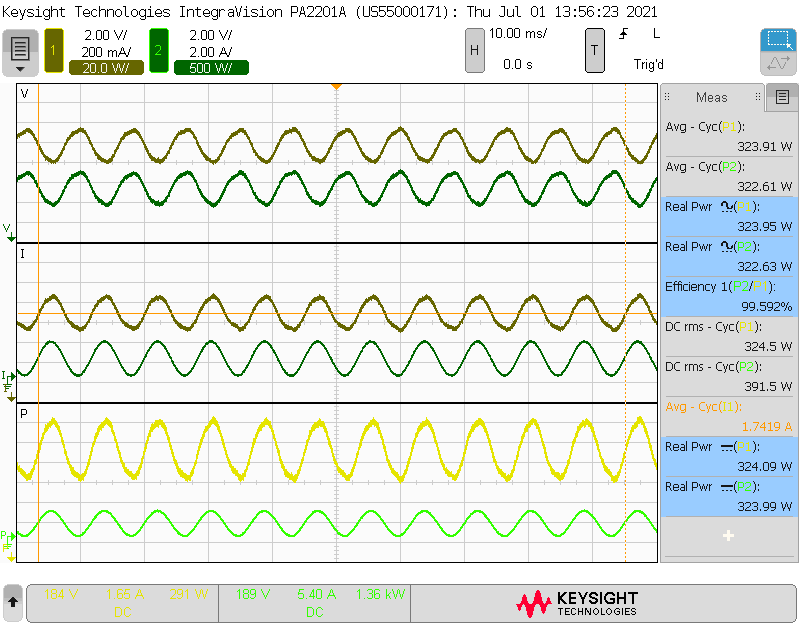 Keysight Technologies IntegraVision PA2201A (US55000171): Thu Jul 01 13:56:23 2021
1 2.00 V/ 200 mA/ 20.0 W/
2 2.00 V/ 2.00 A/ 500 W/
H 10.00 ms/ 0.0 s
T L Trig'd
V
I
P
V
I
P
Meas
Avg - Cyc(P1):
323.91 W
Avg - Cyc(P2):
322.61 W
Real Pwr (P1):
323.95 W
Real Pwr (P2):
322.63 W
Efficiency 1(P2/P1):
99.592%
DC rms - Cyc(P1):
324.5 W
DC rms - Cyc(P2):
391.5 W
Avg - Cyc(I1):
1.7419 A
Real Pwr (P1):
324.09 W
Real Pwr (P2):
323.99 W
184 V 1.65 A 291 W
DC
189 V 5.40 A 1.36 kW
DC
KEYSIGHT
TECHNOLOGIES